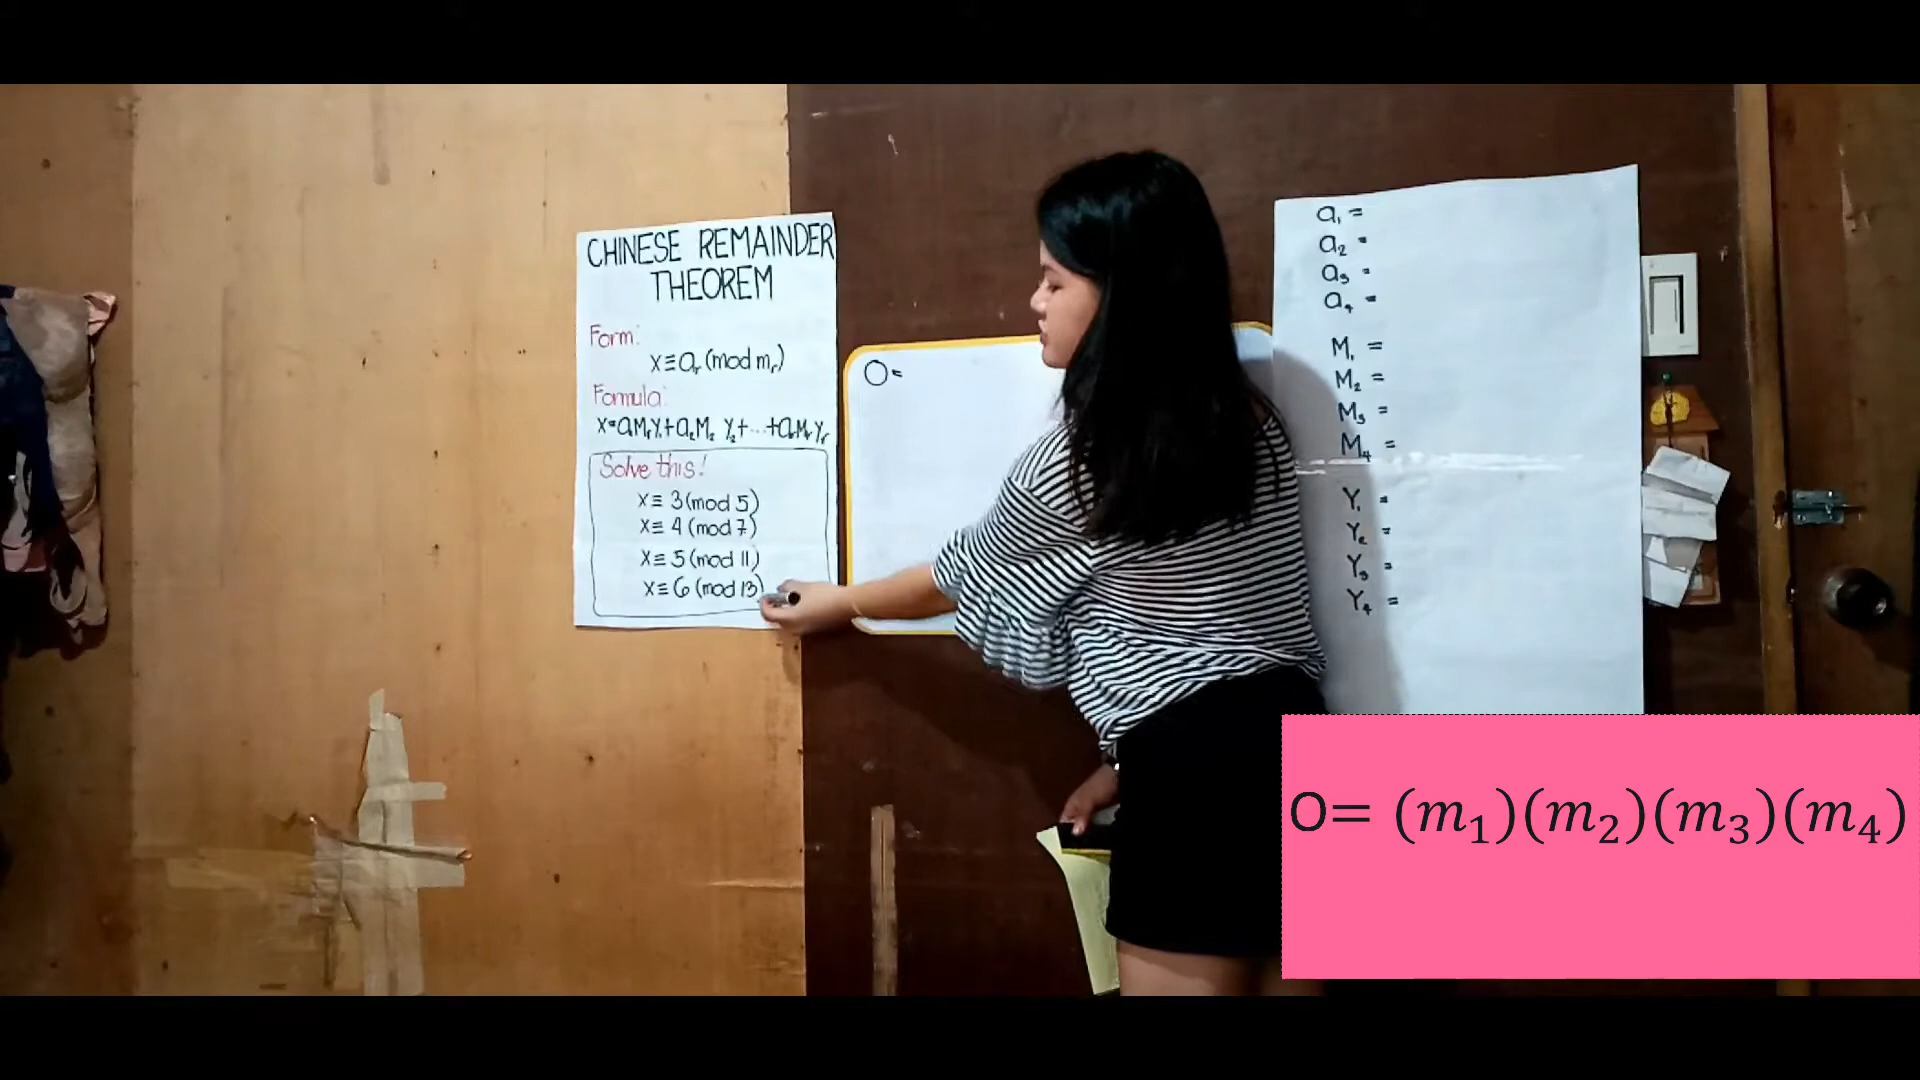 CHINESE REMAINDER
THEOREM
Form:
x≡aᵣ(mod mᵣ)
Formula:
x=a₁M₁Y₁+a₂M₂ Y₂+...+aᵣMᵣYᵣ
Solve this!
x≡ 3(mod 5)
x≡ 4(mod 7)
x≡ 5(mod 11)
x≡ 6(mod 13)
O=
a₁ =
a₂ =
a₃ =
a₄ =
M₁ =
M₂ =
M₃ =
M₄ =
Y₁ =
Y₂ =
Y₃ =
Y₄ =
O= (m₁)(m₂)(m₃)(m₄)